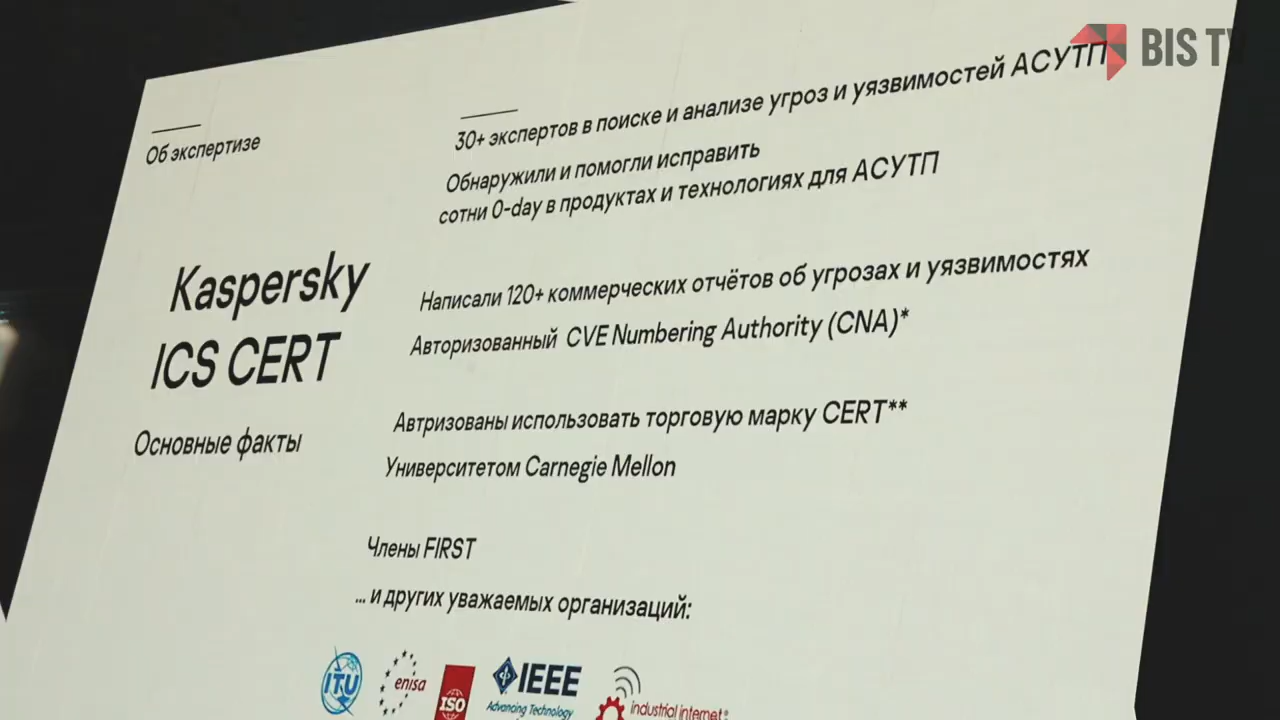 BIS TV
Об экспертизе
Kaspersky
ICS CERT
Основные факты
30+ экспертов в поиске и анализе угроз и уязвимостей АСУТП
Обнаружили и помогли исправить
сотни 0-day в продуктах и технологиях для АСУТП
Написали 120+ коммерческих отчётов об угрозах и уязвимостях
Авторизованный CVE Numbering Authority (CNA)*
Автризованы использовать торговую марку CERT**
Университетом Carnegie Mellon
Члены FIRST
... и других уважаемых организаций:
ITU
enisa
ISO
IEEE
Advancing Technology
industrial internet